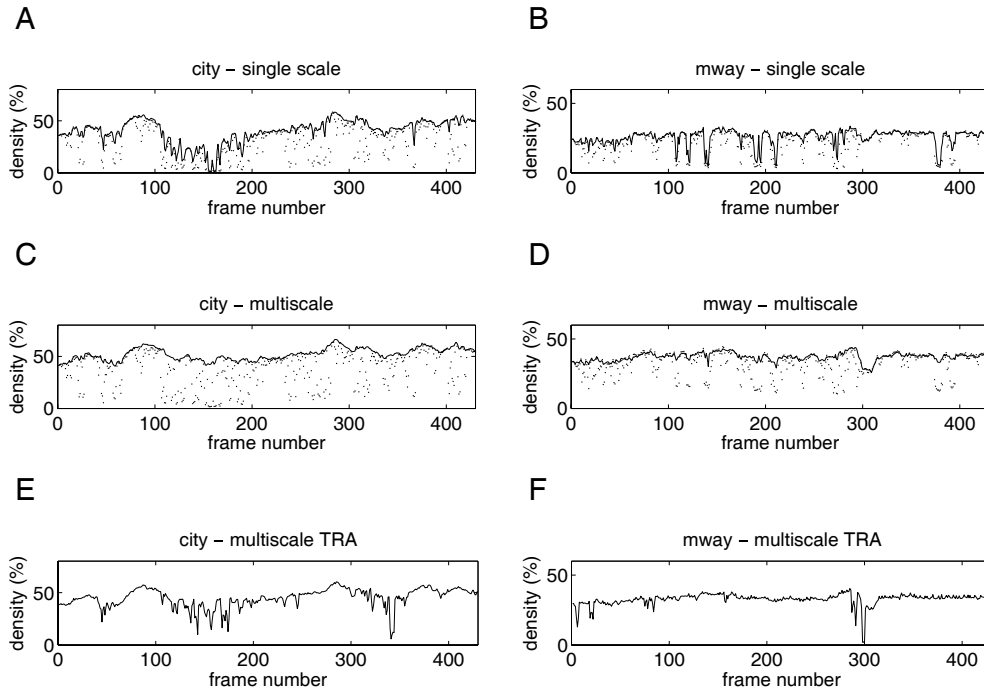 A
city – single scale
density (%)
50
0
0 100 200 300 400
frame number
B
mway – single scale
density (%)
50
0
0 100 200 300 400
frame number
C
city – multiscale
density (%)
50
0
0 100 200 300 400
frame number
D
mway – multiscale
density (%)
50
0
0 100 200 300 400
frame number
E
city – multiscale TRA
density (%)
50
0
0 100 200 300 400
frame number
F
mway – multiscale TRA
density (%)
50
0
0 100 200 300 400
frame number